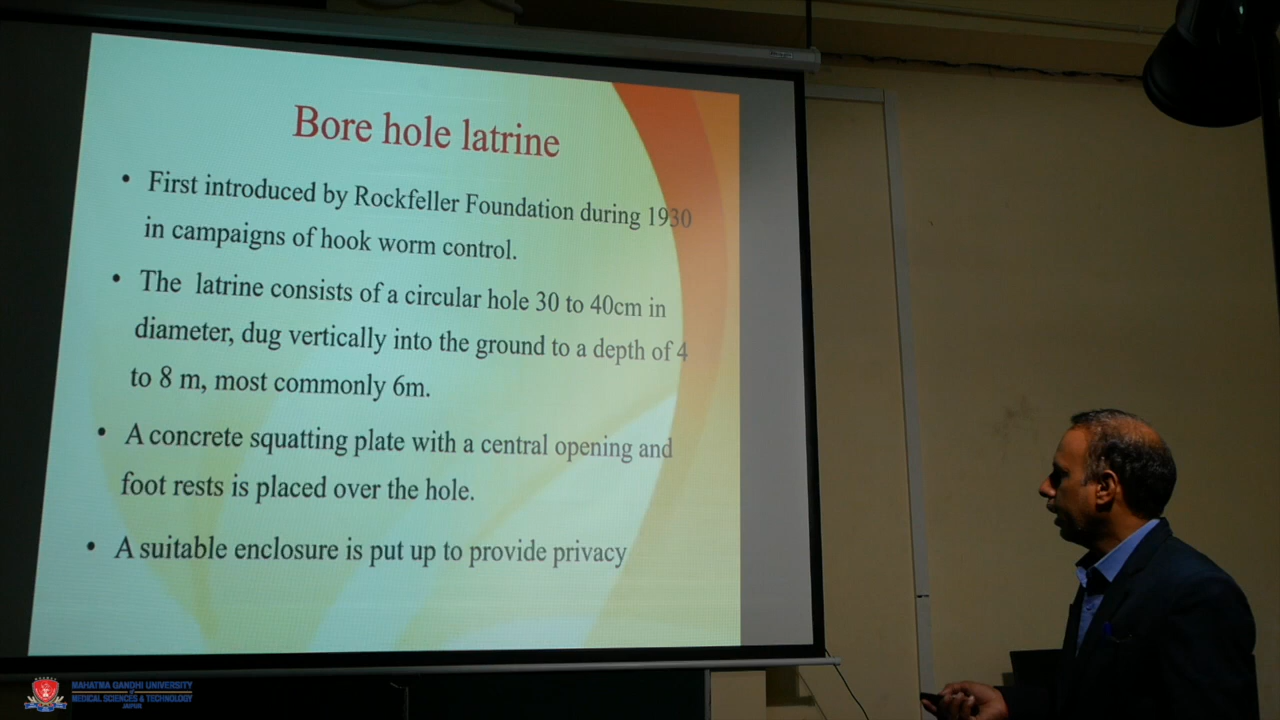 Bore hole latrine
• First introduced by Rockfeller Foundation during 1930
in campaigns of hook worm control.
• The latrine consists of a circular hole 30 to 40cm in
diameter, dug vertically into the ground to a depth of 4
to 8 m, most commonly 6m.
• A concrete squatting plate with a central opening and
foot rests is placed over the hole.
• A suitable enclosure is put up to provide privacy
MAHATMA GANDHI UNIVERSITY
of
MEDICAL SCIENCES & TECHNOLOGY
JAIPUR